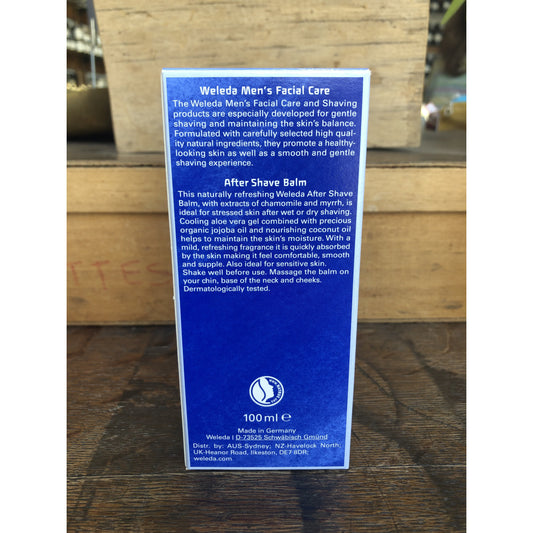 Weleda Men's Facial Care
The Weleda Men's Facial Care and Shaving
products are especially developed for gentle
shaving and maintaining the skin's balance.
Formulated with carefully selected high qual-
ity natural ingredients, they promote a healthy-
looking skin as well as a smooth and gentle
shaving experience.
After Shave Balm
This naturally refreshing Weleda After Shave
Balm, with extracts of chamomile and myrrh, is
ideal for stressed skin after wet or dry shaving.
Cooling aloe vera gel combined with precious
organic jojoba oil and nourishing coconut oil
helps to maintain the skin's moisture. With a
mild, refreshing fragrance it is quickly absorbed
by the skin making it feel comfortable, smooth
and supple. Also ideal for sensitive skin.
Shake well before use. Massage the balm on
your chin, base of the neck and cheeks.
Dermatologically tested.
100 ml ℮
Made in Germany
Weleda | D-73525 Schwäbisch Gmünd
Distr. by: AUS-Sydney; NZ-Havelock North;
UK-Heanor Road, Ilkeston, DE7 8DR;
weleda.com.